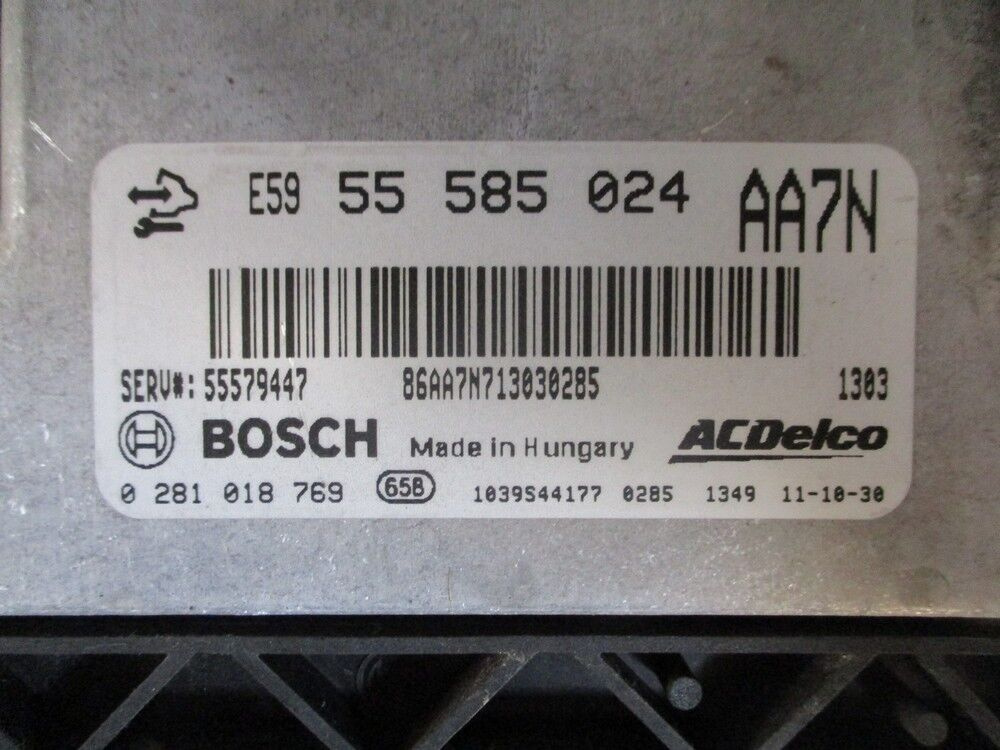 E59 55 585 024 AA7N
SERV#: 55579447 86AA7N713030285 1303
BOSCH Made in Hungary ACDelco
0 281 018 769 65B 1039S44177 0285 1349 11-10-30